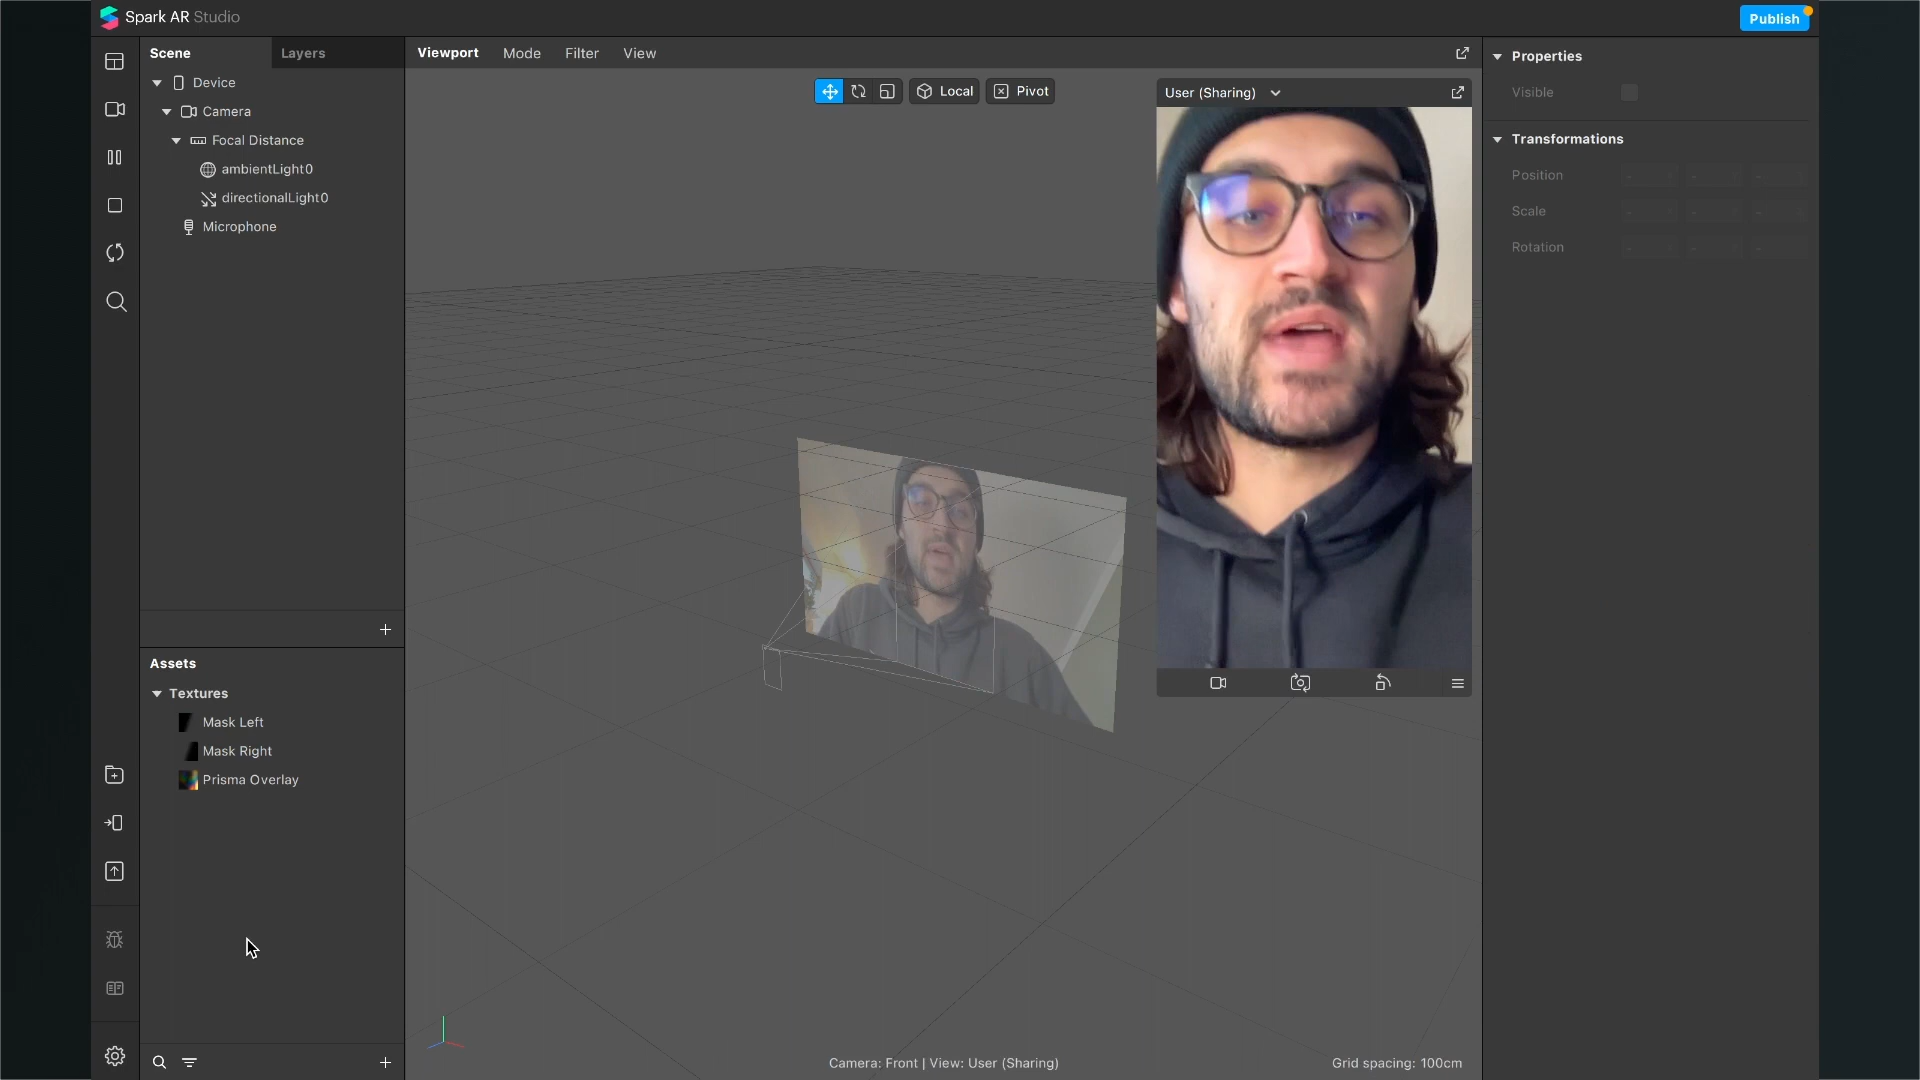 Spark AR Studio
Publish
Scene
Layers
Device
Camera
Focal Distance
ambientLight0
directionalLight0
Microphone
Assets
Textures
Mask Left
Mask Right
Prisma Overlay
Viewport
Mode
Filter
View
Local
Pivot
User (Sharing)
Camera: Front | View: User (Sharing)
Grid spacing: 100cm
Properties
Visible
Transformations
Position
Scale
Rotation